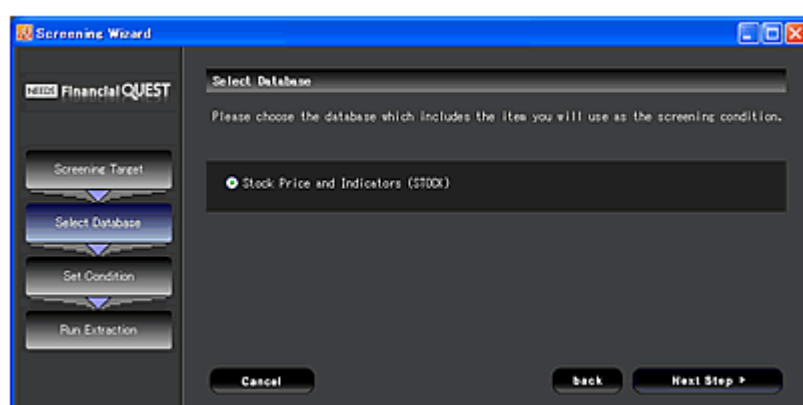 Screening Wizard
NEEDS Financial QUEST
Screening Target
Select Database
Set Condition
Run Extraction
Select Database
Please choose the database which includes the item you will use as the screening condition.
Stock Price and Indicators (STOCK)
Cancel
back
Next Step